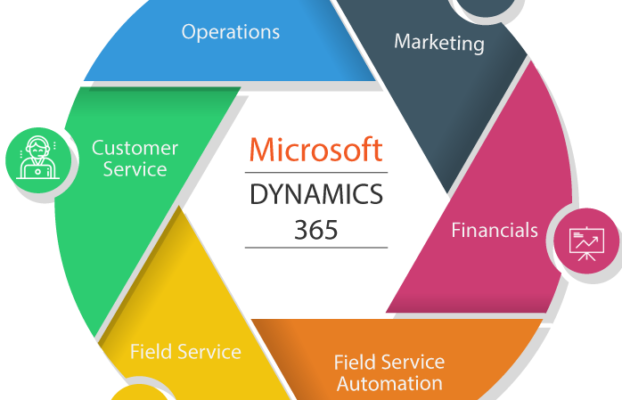 Operations
Marketing
Customer
Service
Microsoft
DYNAMICS
365
Financials
Field Service
Field Service
Automation